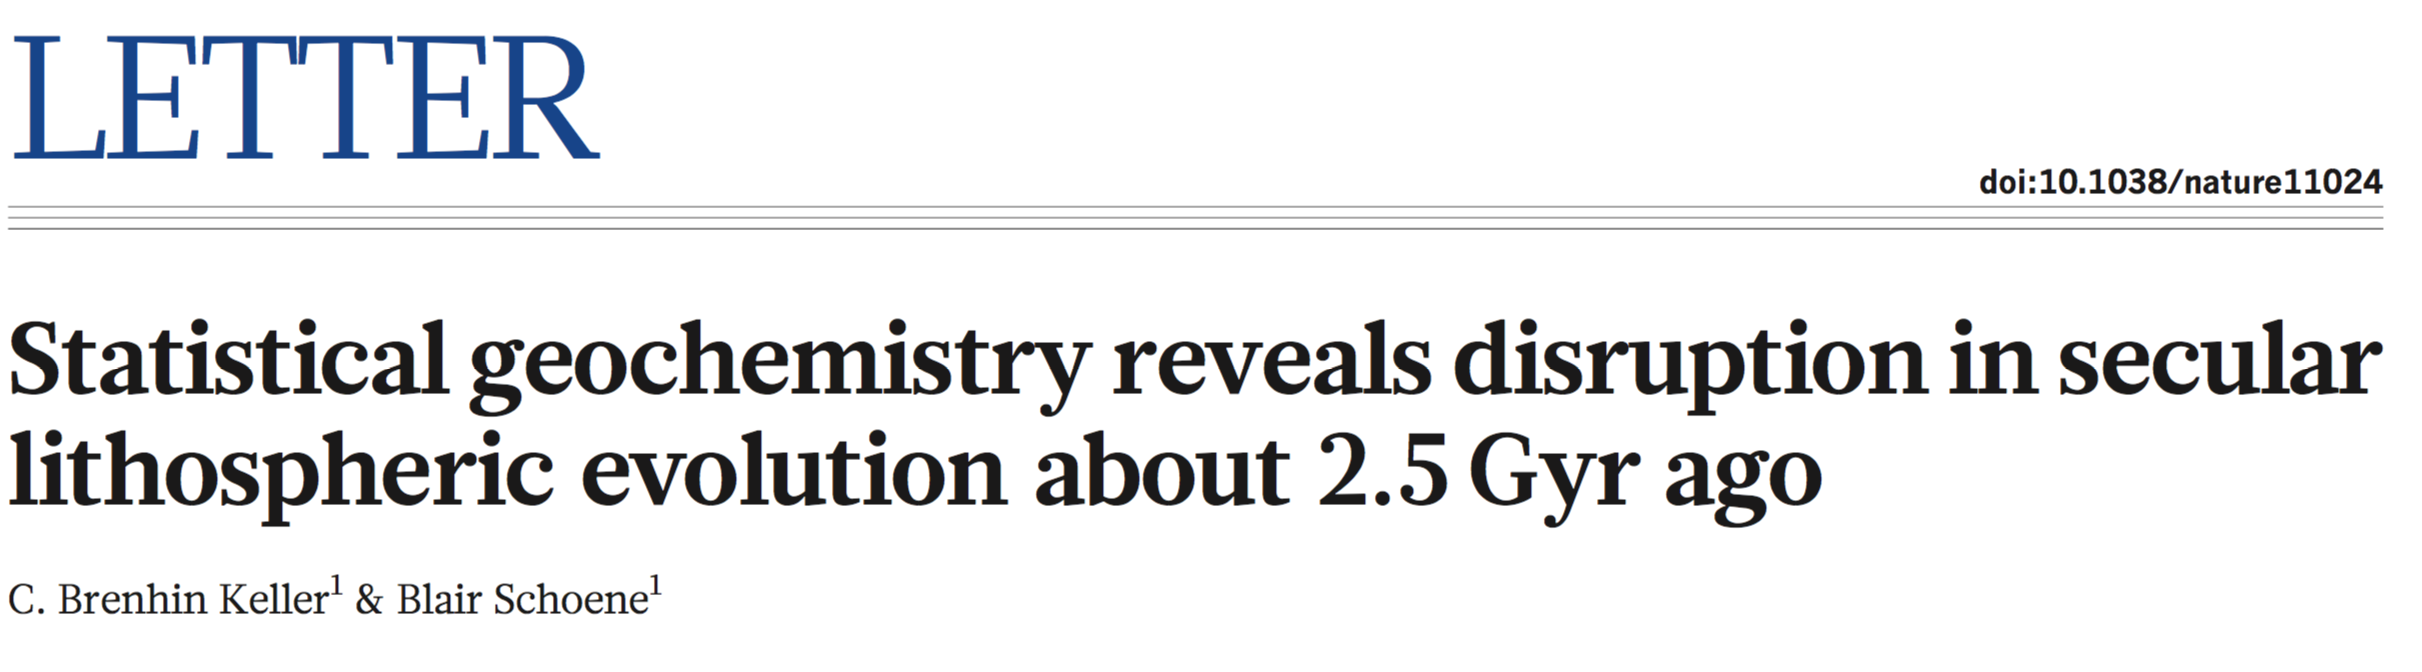 LETTER
doi:10.1038/nature11024
Statistical geochemistry reveals disruption in secular
lithospheric evolution about 2.5 Gyr ago
C. Brenhin Keller¹ & Blair Schoene¹